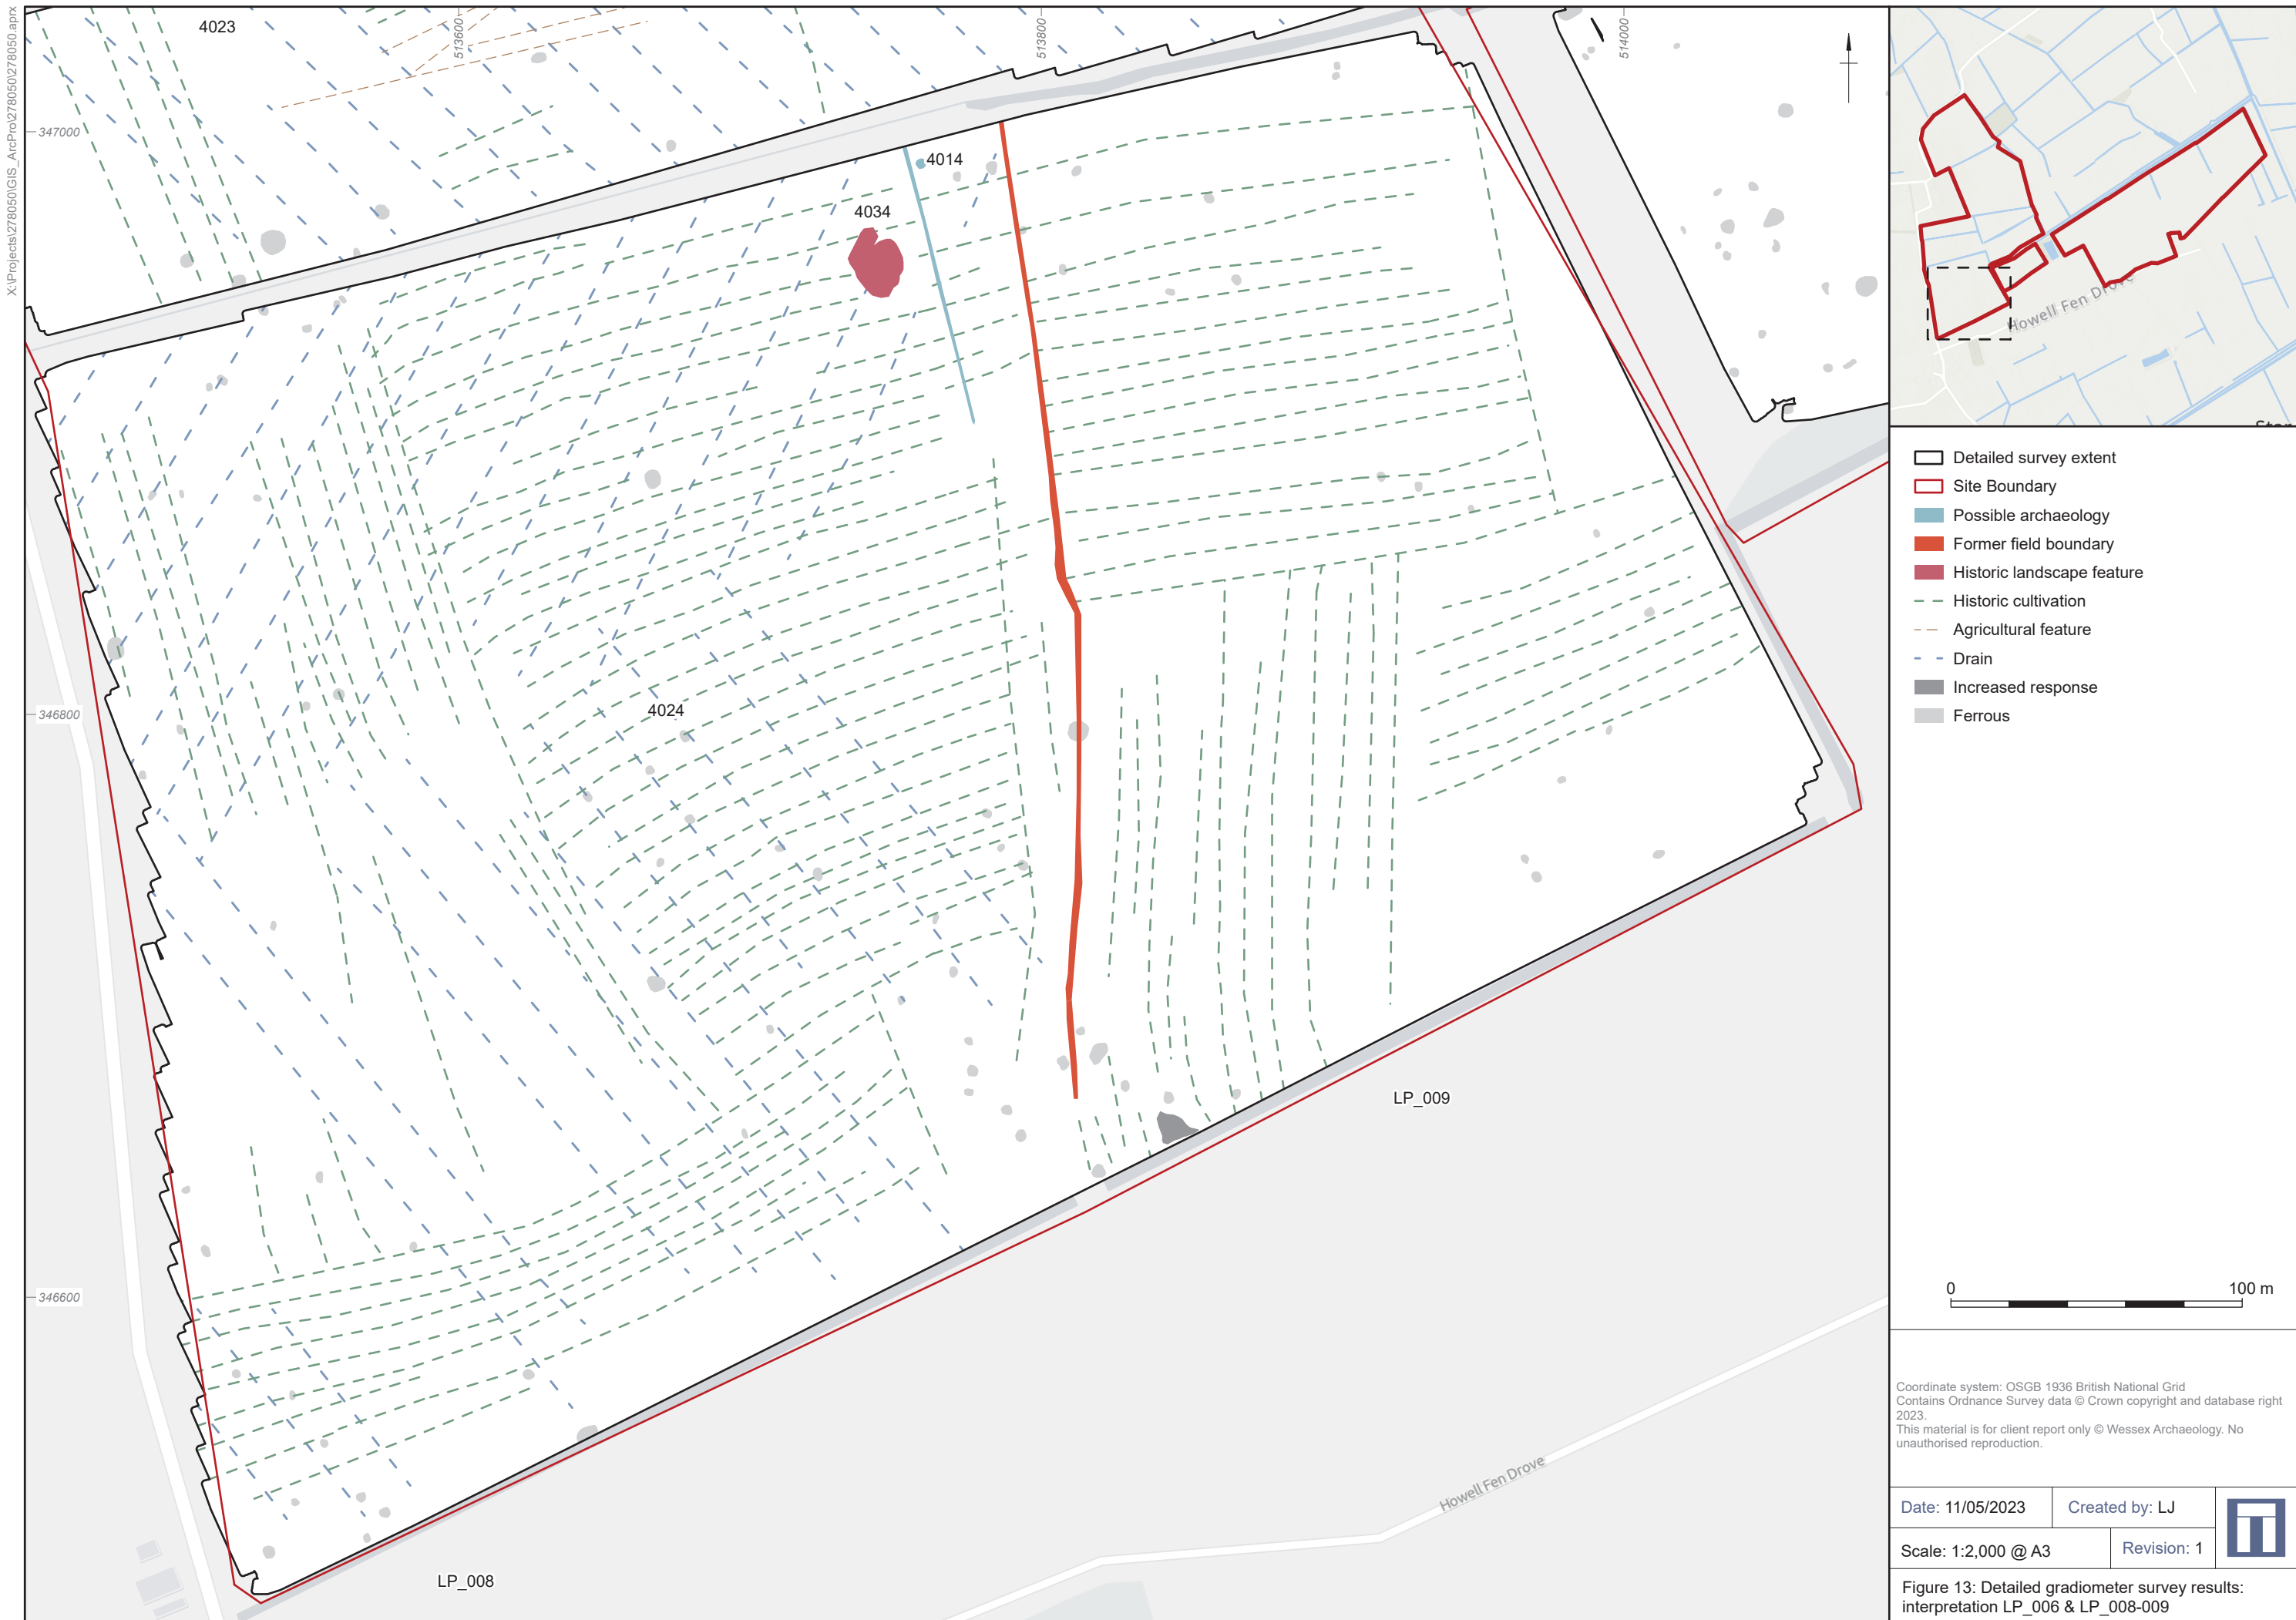 X:\Projects\278050\GIS_ArcPro\278050\278050.aprx
4023
513600
513800
514000
347000
4014
4034
346800
4024
346600
LP_009
LP_008
Howell Fen Drove
Howell Fen Drove
Detailed survey extent
Site Boundary
Possible archaeology
Former field boundary
Historic landscape feature
Historic cultivation
Agricultural feature
Drain
Increased response
Ferrous
0 100 m
Coordinate system: OSGB 1936 British National Grid
Contains Ordnance Survey data © Crown copyright and database right
2023.
This material is for client report only © Wessex Archaeology. No
unauthorised reproduction.
Date: 11/05/2023 Created by: LJ
Scale: 1:2,000 @ A3 Revision: 1
Figure 13: Detailed gradiometer survey results:
interpretation LP_006 & LP_008-009